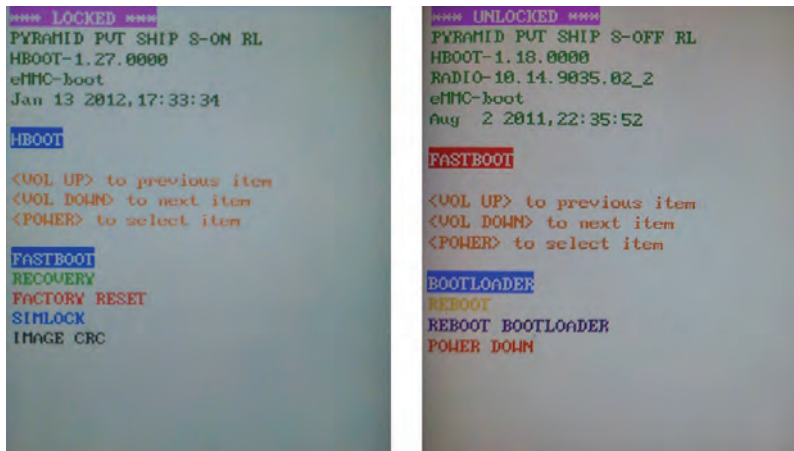 *** LOCKED ***
PYRAMID PVT SHIP S-ON RL
HBOOT-1.27.0000
eMMC-boot
Jan 13 2012,17:33:34
HBOOT
<VOL UP> to previous item
<VOL DOWN> to next item
<POWER> to select item
FASTBOOT
RECOVERY
FACTORY RESET
SIMLOCK
IMAGE CRC
*** UNLOCKED ***
PYRAMID PVT SHIP S-OFF RL
HBOOT-1.18.0000
RADIO-10.14.9035.02_2
eMMC-boot
Aug 2 2011,22:35:52
FASTBOOT
<VOL UP> to previous item
<VOL DOWN> to next item
<POWER> to select item
BOOTLOADER
REBOOT
REBOOT BOOTLOADER
POWER DOWN